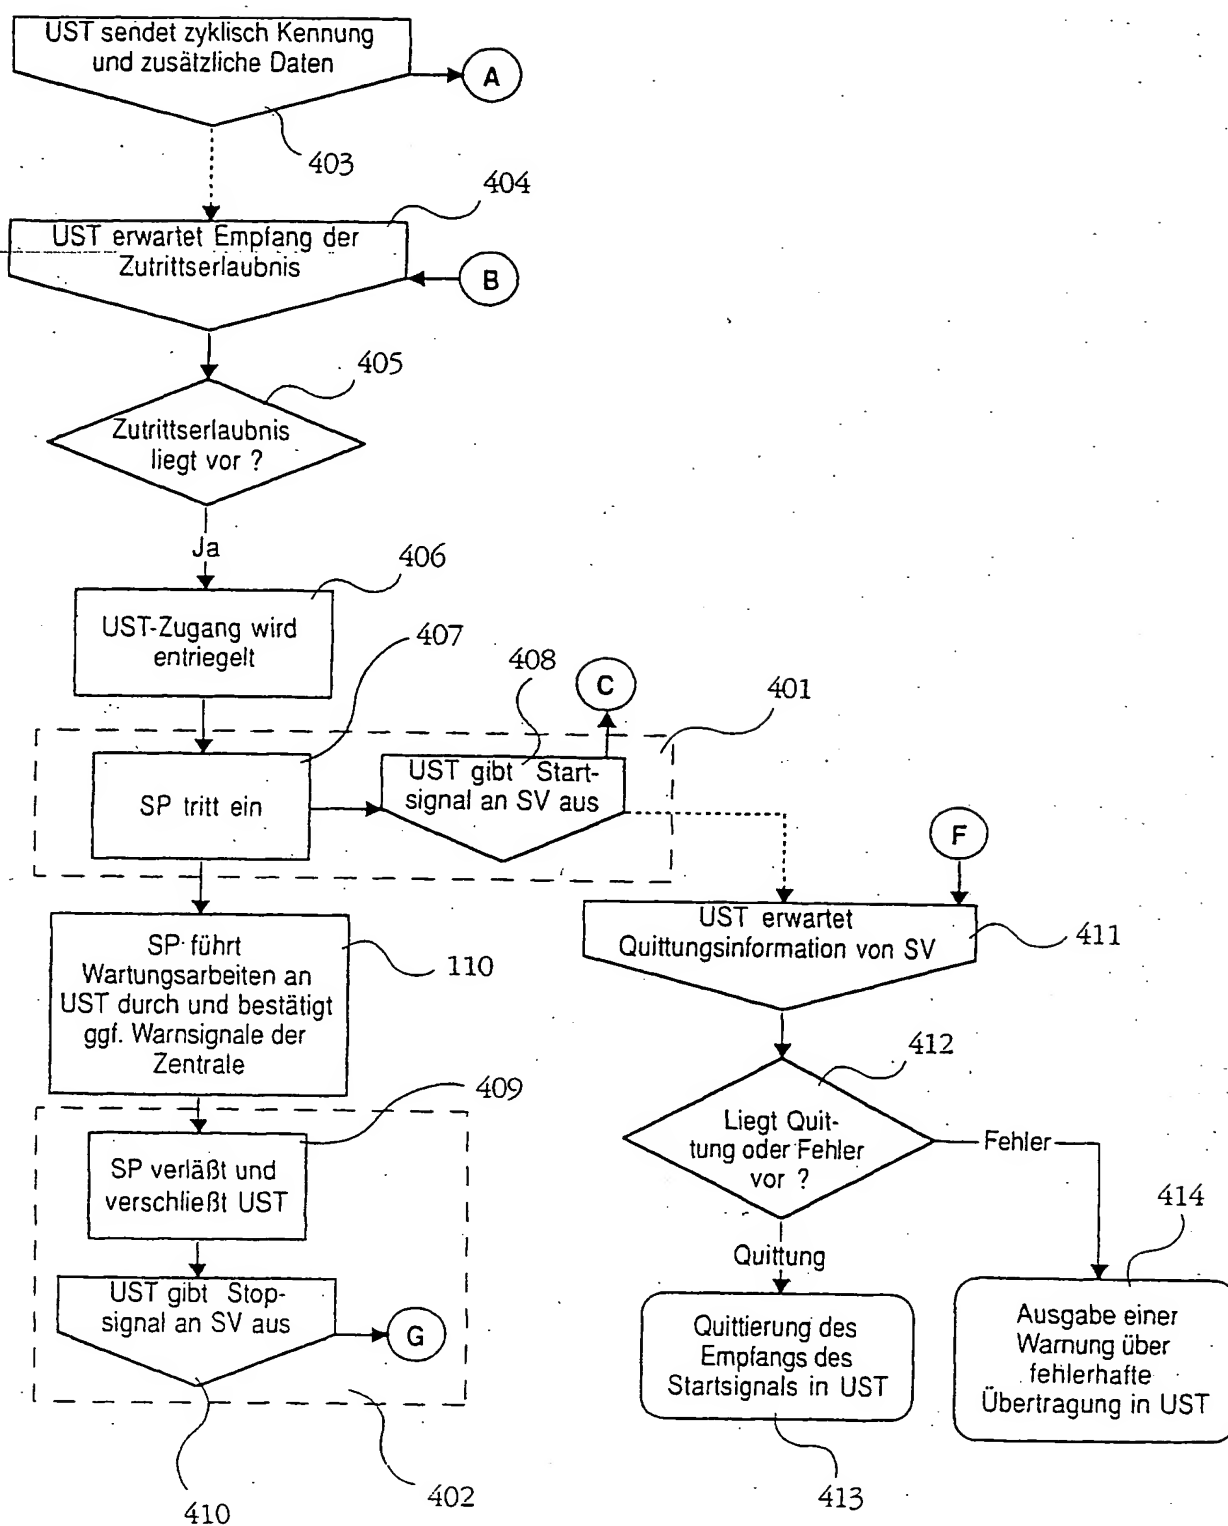 UST sendet zyklisch Kennung
und zusätzliche Daten
A
403
404
UST erwartet Empfang der
Zutrittserlaubnis
B
405
Zutrittserlaubnis
liegt vor ?
Ja
406
UST-Zugang wird
entriegelt
407
408
C
401
SP tritt ein
UST gibt Start-
signal an SV aus
F
SP führt
Wartungsarbeiten an
UST durch und bestätigt
ggf. Warnsignale der
Zentrale
110
UST erwartet
Quittungsinformation von SV
411
412
409
Liegt Quit-
tung oder Fehler
vor ?
Fehler
SP verläßt und
verschließt UST
414
Quittung
UST gibt Stop-
signal an SV aus
G
Quittierung des
Empfangs des
Startsignals in UST
Ausgabe einer
Warnung über
fehlerhafte
Übertragung in UST
410
402
413